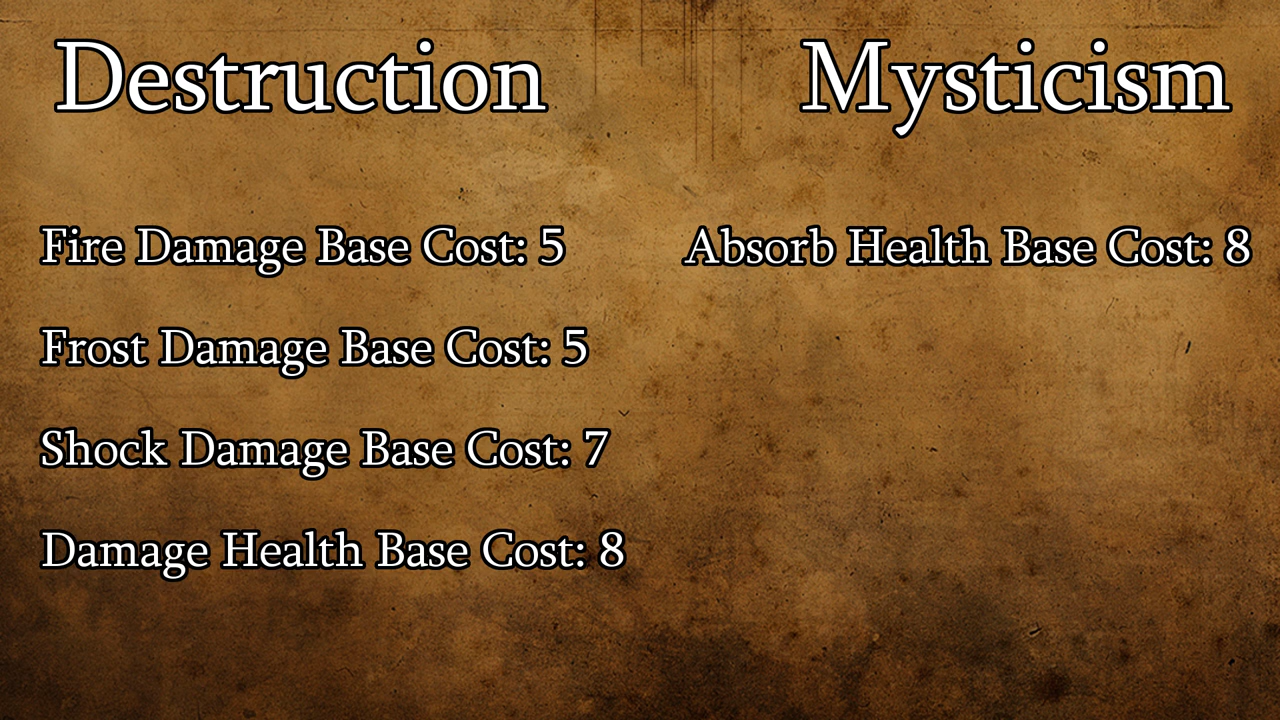 Destruction
Mysticism
Fire Damage Base Cost: 5
Absorb Health Base Cost: 8
Frost Damage Base Cost: 5
Shock Damage Base Cost: 7
Damage Health Base Cost: 8